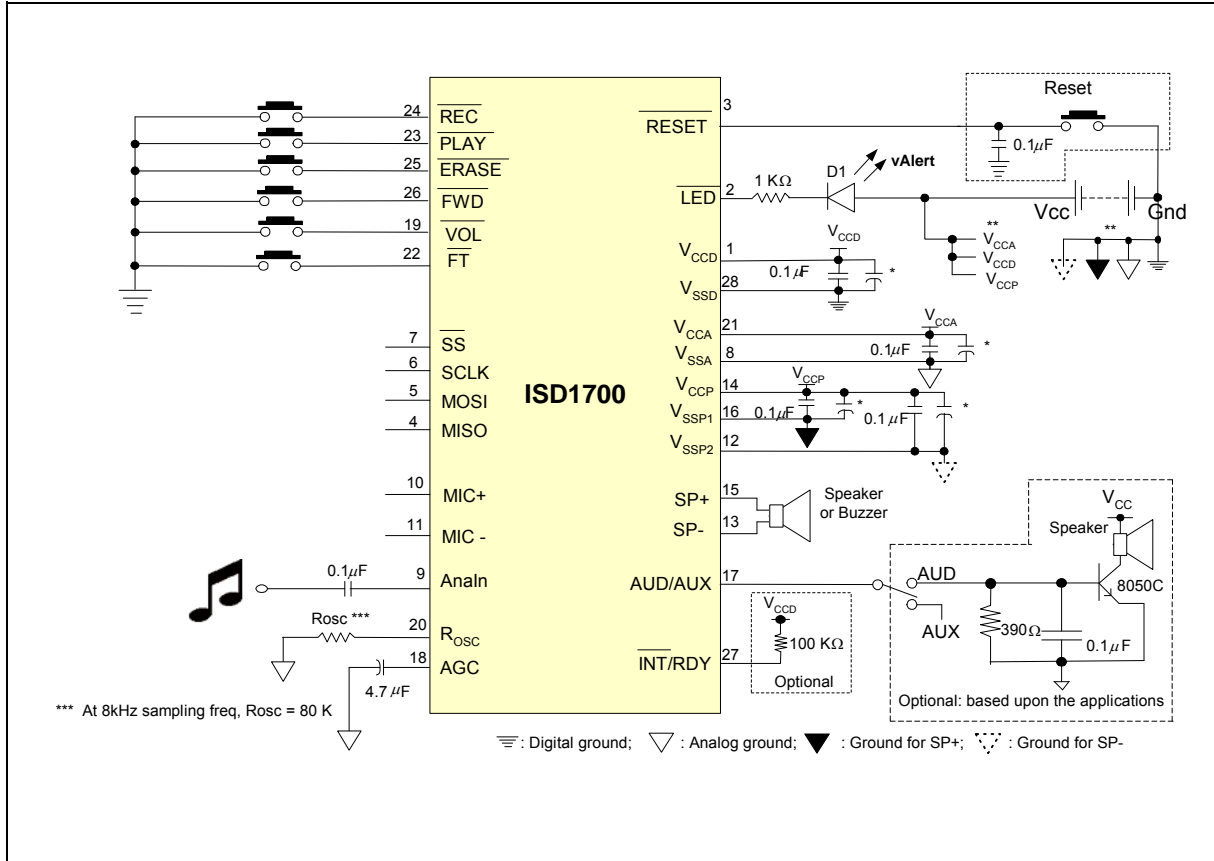 24 REC
23 PLAY
25 ERASE
26 FWD
19 VOL
22 FT
7 SS
6 SCLK
5 MOSI
4 MISO
10 MIC+
11 MIC -
0.1µF 9 AnaIn
Rosc *** 20 ROSC
18 AGC
4.7 µF
*** At 8kHz sampling freq, Rosc = 80 K
ISD1700
RESET 3
Reset
0.1µF
LED 2 1 KΩ D1 vAlert
Vcc Gnd
**
VCCA
VCCD
VCCP
**
VCCD 1
VCCD
0.1µF *
VSSD 28
VCCA 21
VCCA
0.1µF *
VSSA 8
VCCP 14
VCCP
0.1µF * 0.1µF *
VSSP1 16
VSSP2 12
SP+ 15
SP- 13
Speaker
or Buzzer
AUD/AUX 17
AUD
AUX
VCC
Speaker
8050C
390Ω
0.1µF
Optional: based upon the applications
INT/RDY 27
VCCD
100 KΩ
Optional
: Digital ground; : Analog ground; : Ground for SP+; : Ground for SP-